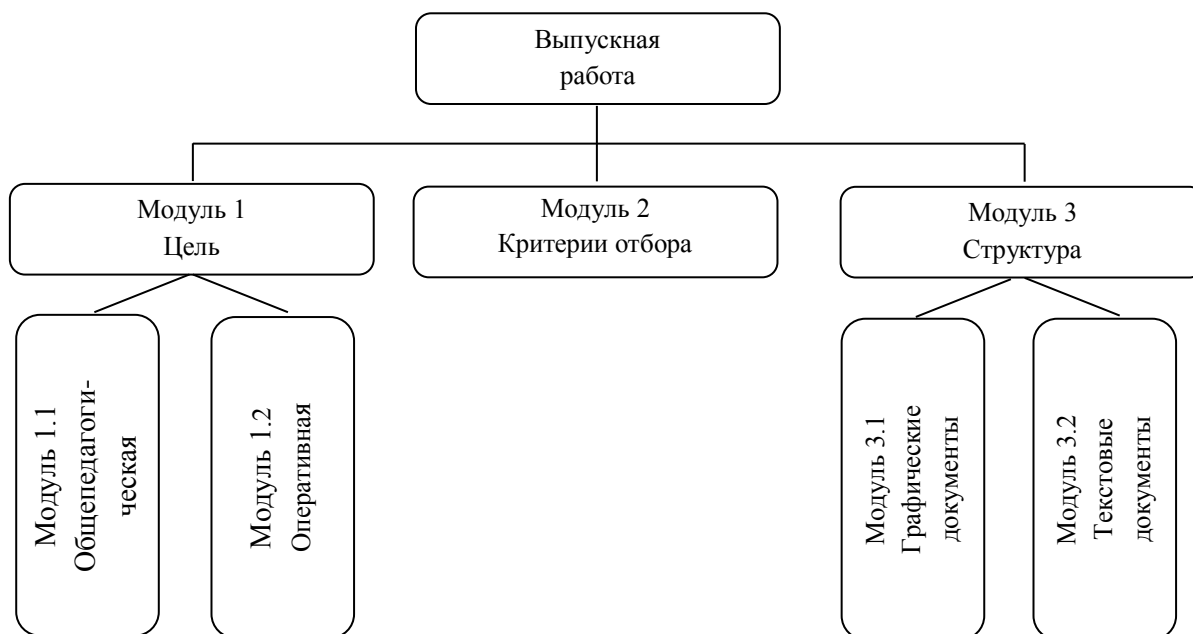 Выпускная
работа
Модуль 1
Цель
Модуль 2
Критерии отбора
Модуль 3
Структура
Модуль 1.1
Общепедагоги-
ческая
Модуль 1.2
Оперативная
Модуль 3.1
Графические
документы
Модуль 3.2
Текстовые
документы